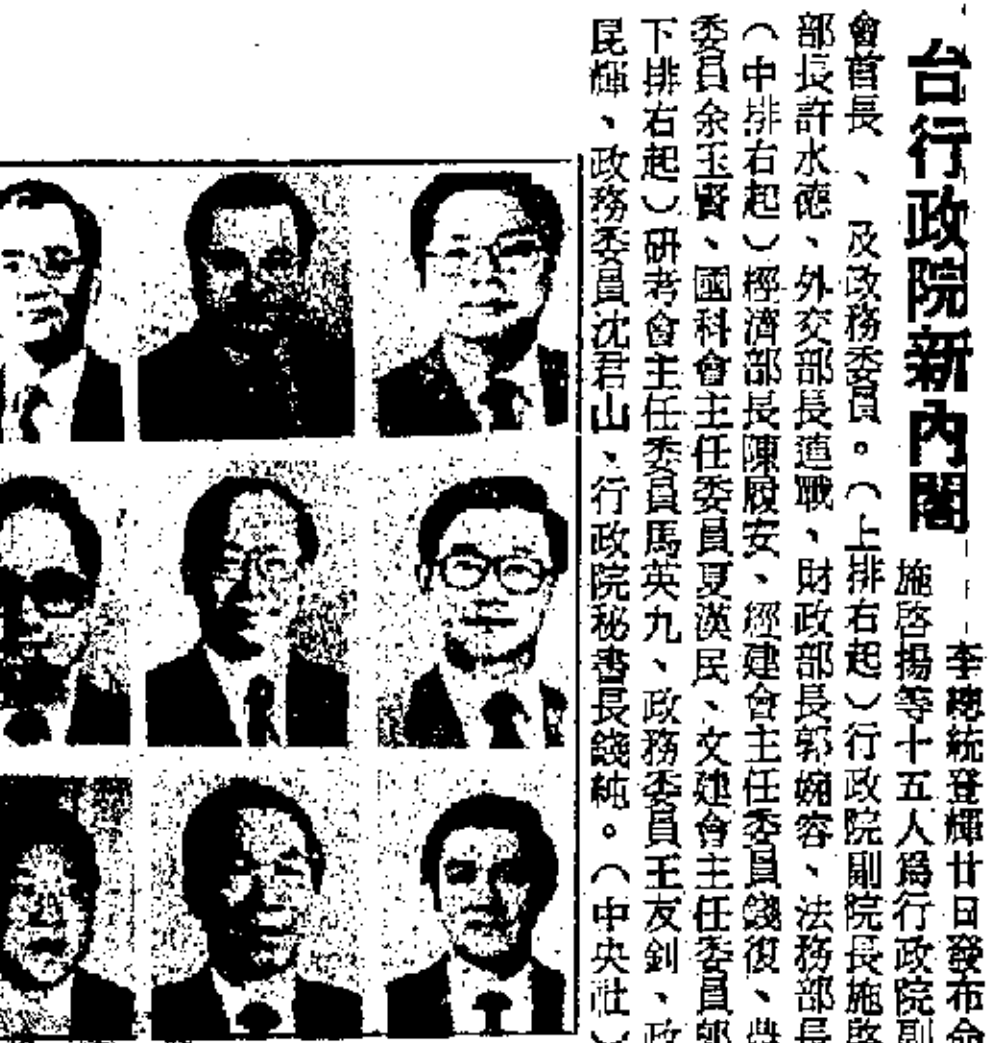 台行政院新內閣
李總統登輝廿日發布命
施啓揚等十五人爲行政院副
會首長、及政務委員。（上排右起）行政院副院長施啓
部長許水德、外交部長連戰、財政部長郭婉容、法務部長
（中排右起）經濟部長陳履安、經建會主任委員錢復、
委員余玉賢、國科會主任委員夏漢民、文建會主任委員郭
下排右起）研考會主任委員馬英九、政務委員王友釗、政
昆輝、政務委員沈君山、行政院秘書長錢純。（中央社）